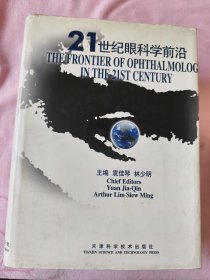 21世纪眼科学前沿
THE FRONTIER OF OPHTHALMOLOG
IN THE 21ST CENTURY
主编 袁佳琴 林少明
Chief Editors
Yuan Jia-Qin
Arthur Lim Siew Ming
天津科学技术出版社
TIANJIN SCIENCE AND TECHNOLOGY PRESS